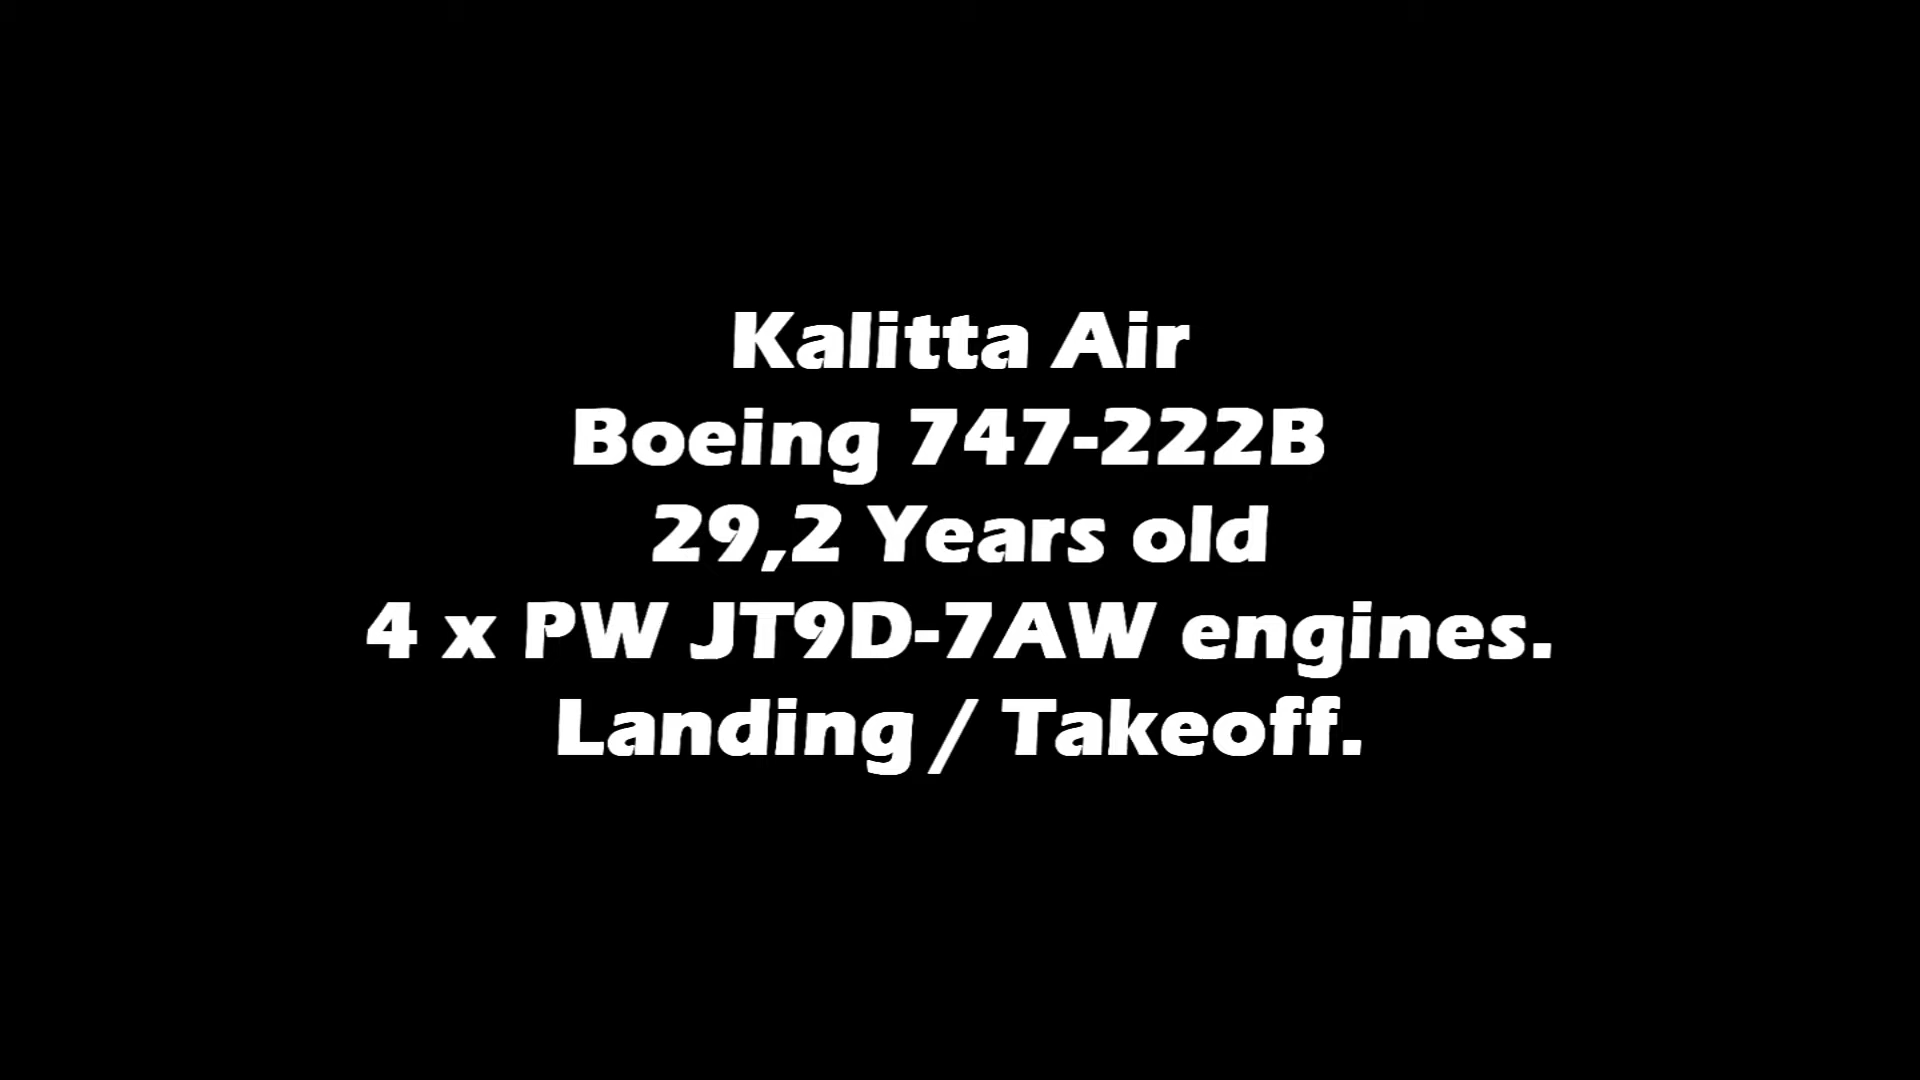 Kalitta Air
Boeing 747-222B
29,2 Years old
4 x PW JT9D-7AW engines.
Landing / Takeoff.